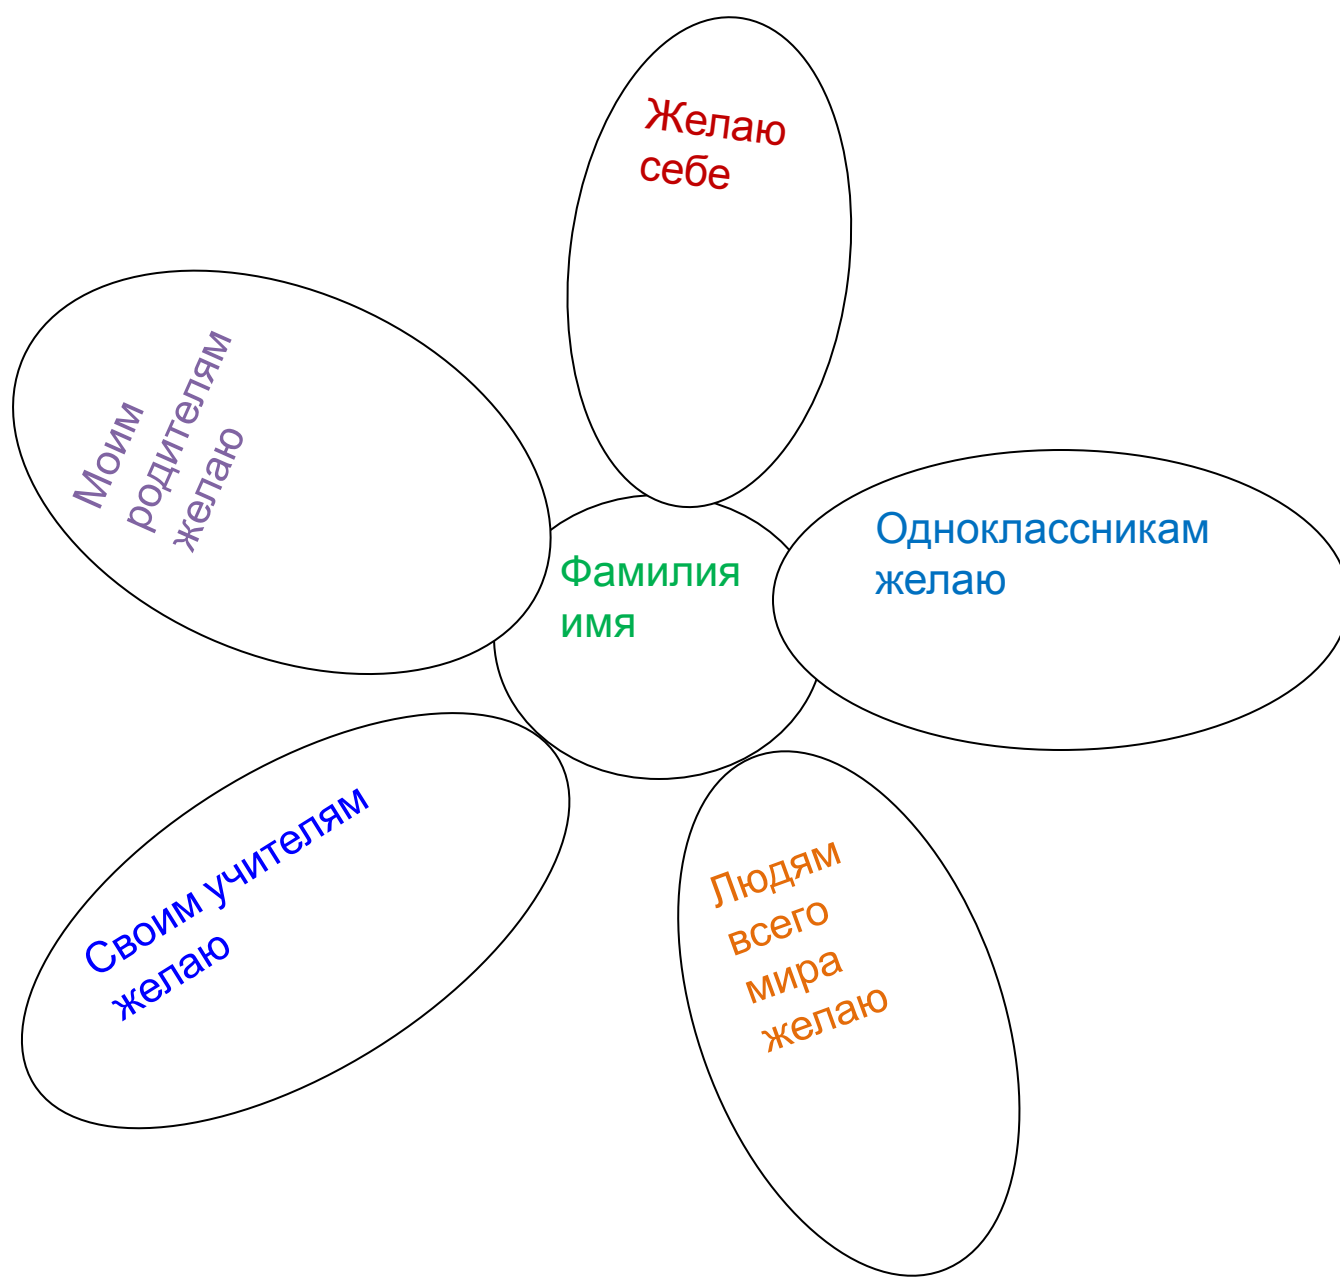 Желаю
себе
Моим
родителям
желаю
Фамилия
имя
Одноклассникам
желаю
Своим учителям
желаю
Людям
всего
мира
желаю